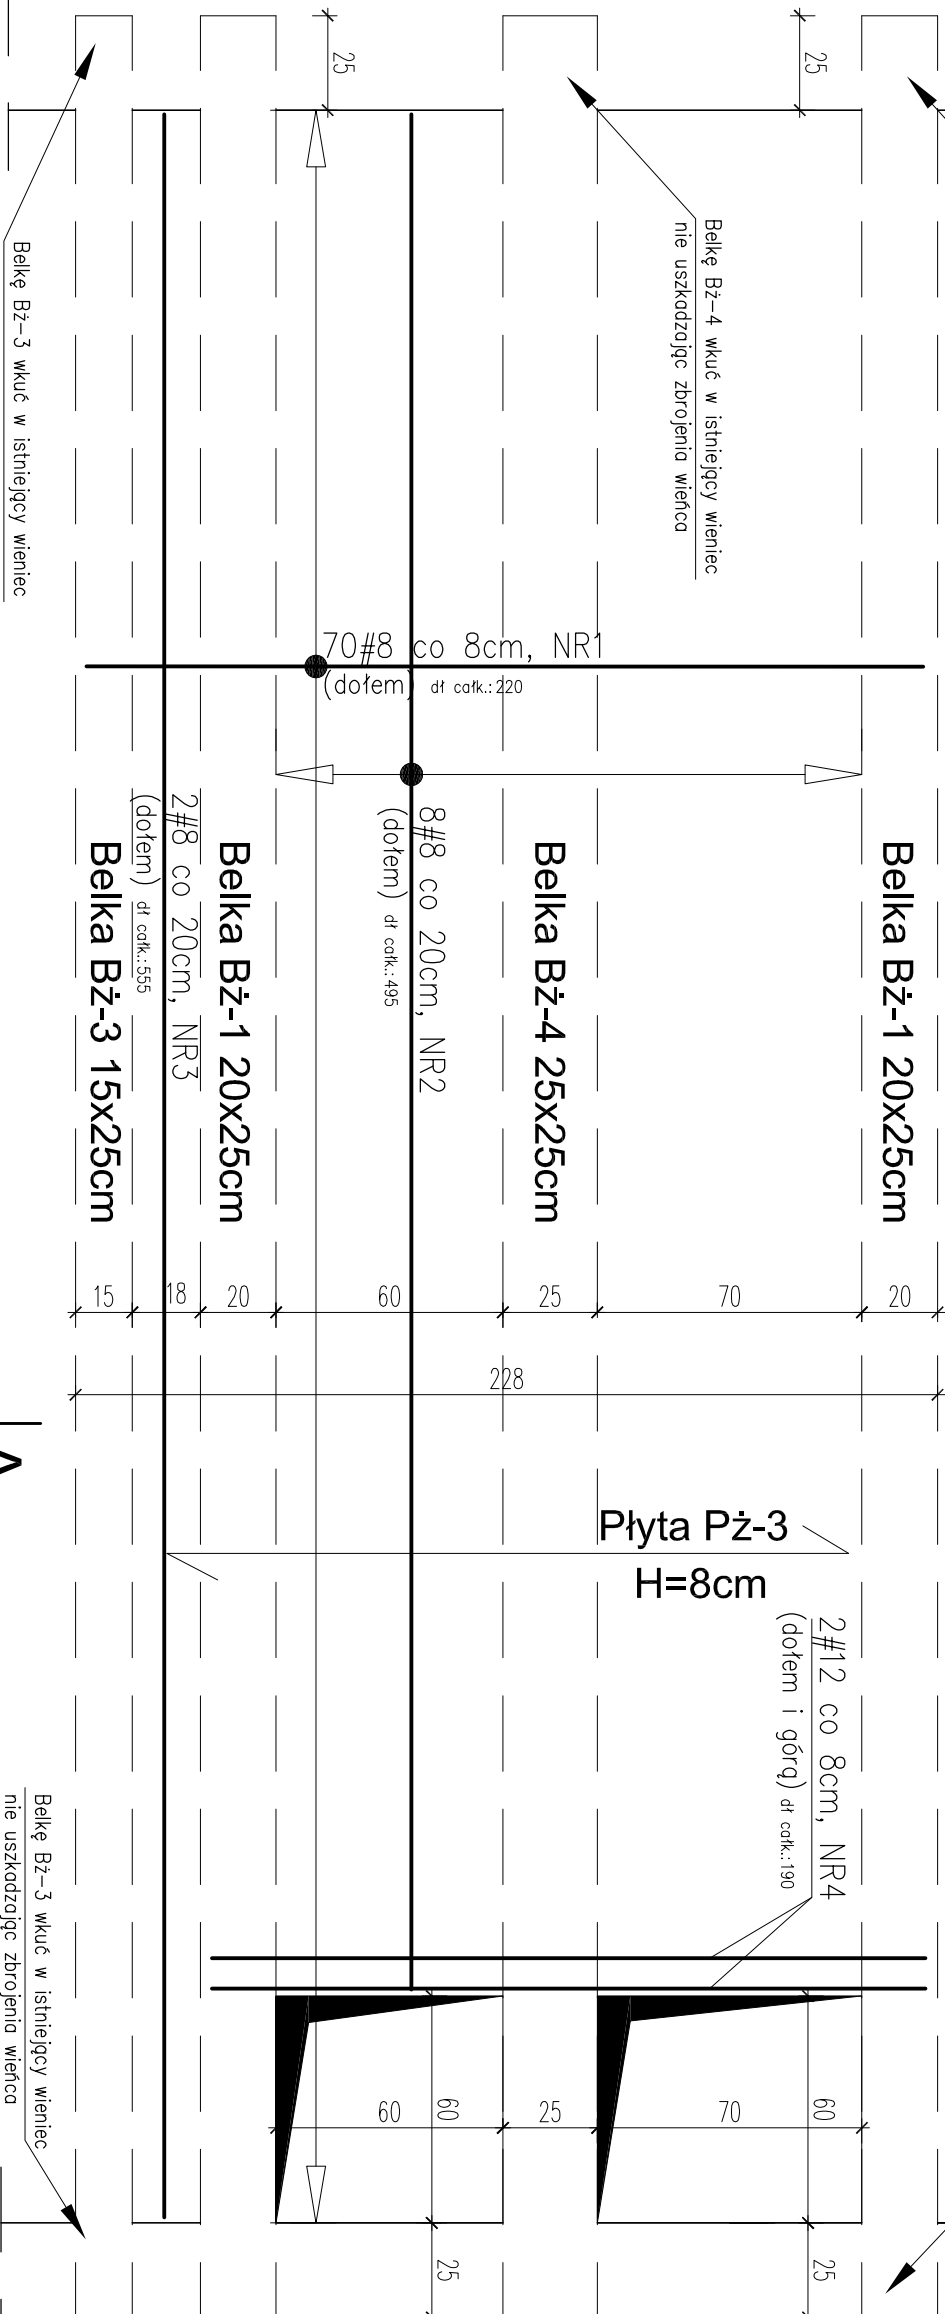 25
25
Belkę Bż-3 wkuć w istniejący wieniec
Belkę Bż-4 wkuć w istniejący wieniec
nie uszkadzając zbrojenia wieńca
70#8 co 8cm, NR1
(dołem) dł całk.:220
8#8 co 20cm, NR2
(dołem) dł całk.:495
2#8 co 20cm, NR3
(dołem) dł całk.:555
Belka Bż-3 15x25cm
Belka Bż-1 20x25cm
Belka Bż-4 25x25cm
Belka Bż-1 20x25cm
15
18
20
60
25
70
20
228
Płyta Pż-3
H=8cm
2#12 co 8cm, NR4
(dołem i górą) dł całk.:190
Belkę Bż-3 wkuć w istniejący wieniec
nie uszkadzając zbrojenia wieńca
60
60
25
70
60
25
25